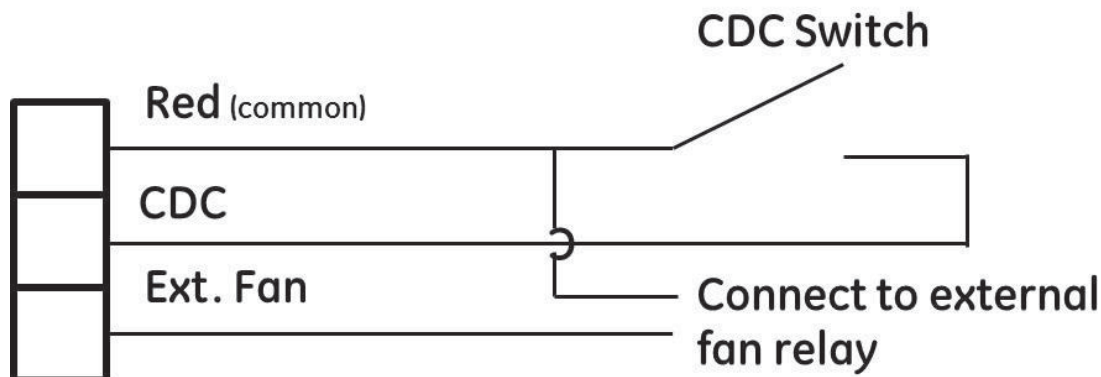 CDC Switch
Red (common)
CDC
Ext. Fan
Connect to external
fan relay